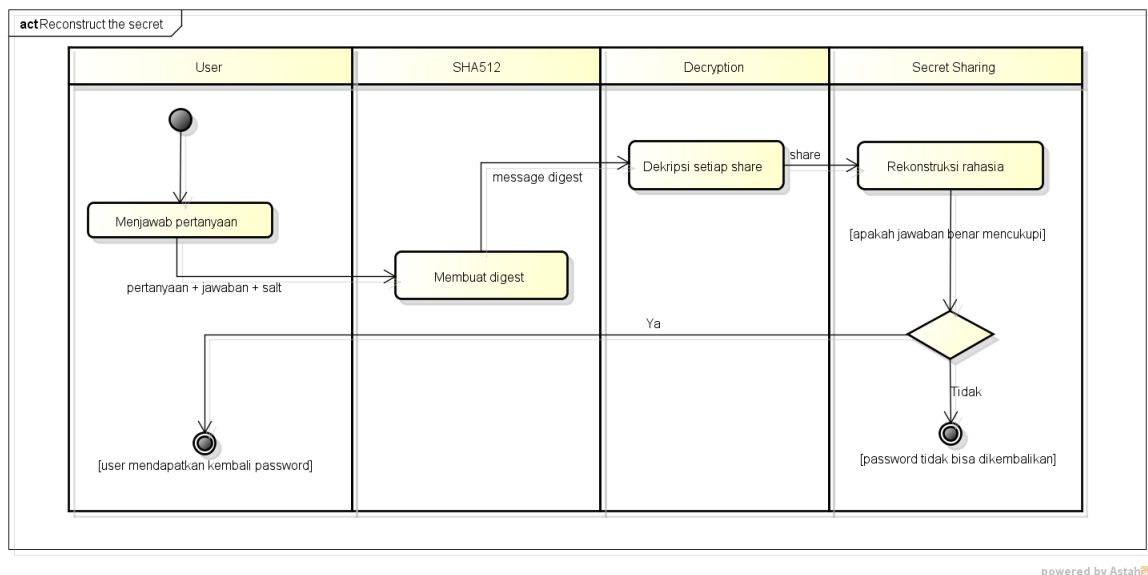 act Reconstruct the secret
User
SHA512
Decryption
Secret Sharing
Menjawab pertanyaan
pertanyaan + jawaban + salt
Membuat digest
message digest
Dekripsi setiap share
share
Rekonstruksi rahasia
[apakah jawaban benar mencukupi]
Ya
Tidak
[user mendapatkan kembali password]
[password tidak bisa dikembalikan]
powered by Astah